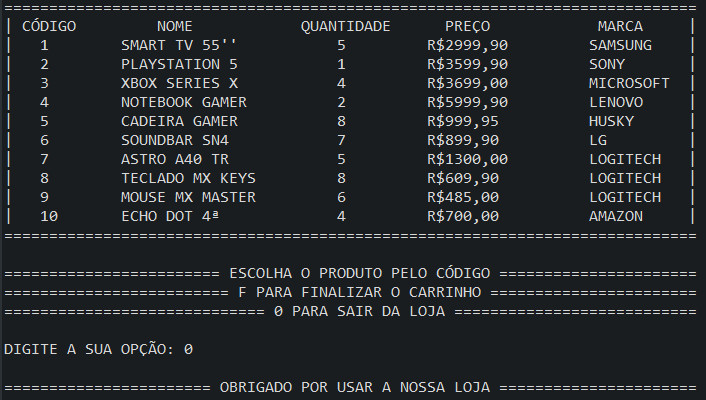 =============================================================================
| CÓDIGO NOME QUANTIDADE PREÇO MARCA |
| 1 SMART TV 55'' 5 R$2999,90 SAMSUNG |
| 2 PLAYSTATION 5 1 R$3599,90 SONY |
| 3 XBOX SERIES X 4 R$3699,00 MICROSOFT |
| 4 NOTEBOOK GAMER 2 R$5999,90 LENOVO |
| 5 CADEIRA GAMER 8 R$999,95 HUSKY |
| 6 SOUNDBAR SN4 7 R$899,90 LG |
| 7 ASTRO A40 TR 5 R$1300,00 LOGITECH |
| 8 TECLADO MX KEYS 8 R$609,90 LOGITECH |
| 9 MOUSE MX MASTER 6 R$485,00 LOGITECH |
| 10 ECHO DOT 4ª 4 R$700,00 AMAZON |
=============================================================================
======================== ESCOLHA O PRODUTO PELO CÓDIGO ======================
========================= F PARA FINALIZAR O CARRINHO =======================
============================= 0 PARA SAIR DA LOJA ===========================
DIGITE A SUA OPÇÃO: 0
======================= OBRIGADO POR USAR A NOSSA LOJA ======================